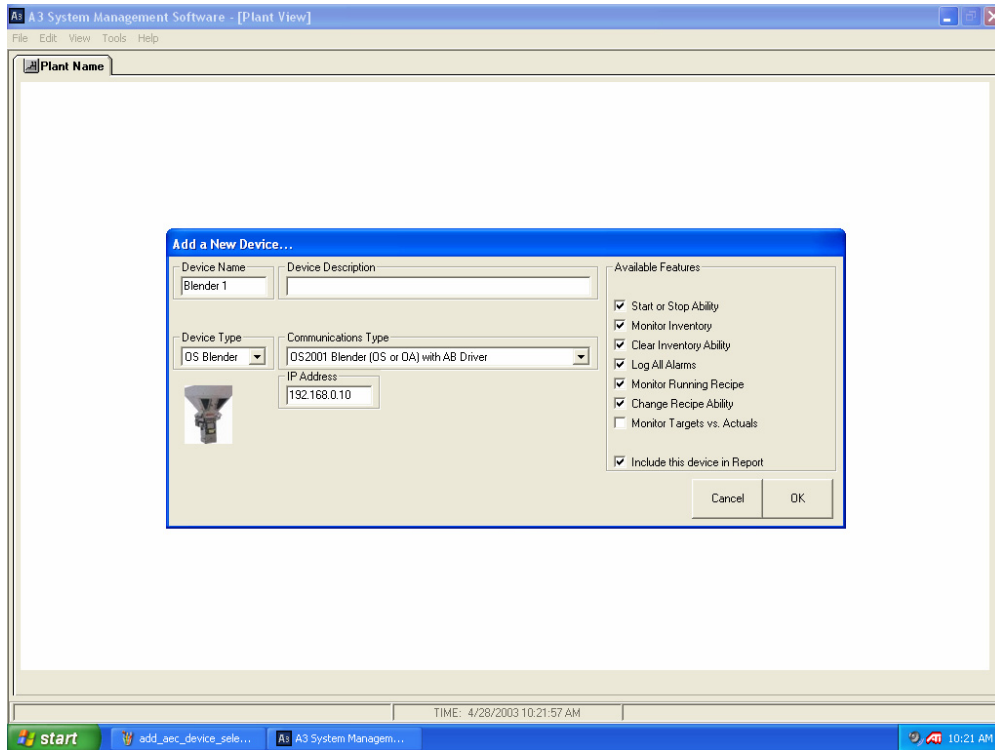 A3 A3 System Management Software - [Plant View]
File Edit View Tools Help
Plant Name
Add a New Device...
Device Name
Blender 1
Device Description
Device Type
OS Blender
Communications Type
OS2001 Blender (OS or OA) with AB Driver
IP Address
192.168.0.10
Available Features
Start or Stop Ability
Monitor Inventory
Clear Inventory Ability
Log All Alarms
Monitor Running Recipe
Change Recipe Ability
Monitor Targets vs. Actuals
Include this device in Report
Cancel OK
TIME: 4/28/2003 10:21:57 AM
start add_aec_device_sele... A3 A3 System Managem... ATI 10:21 AM